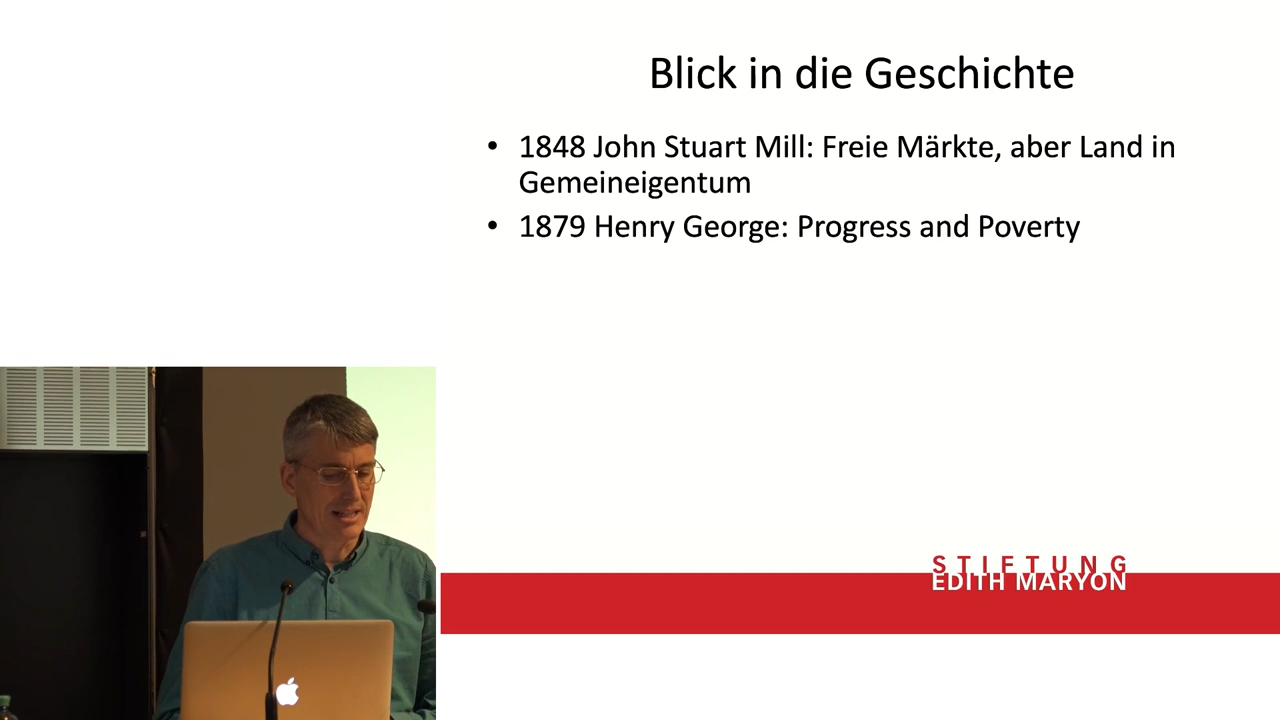 Blick in die Geschichte
• 1848 John Stuart Mill: Freie Märkte, aber Land in
Gemeineigentum
• 1879 Henry George: Progress and Poverty
STIFTUNG
EDITH MARYON